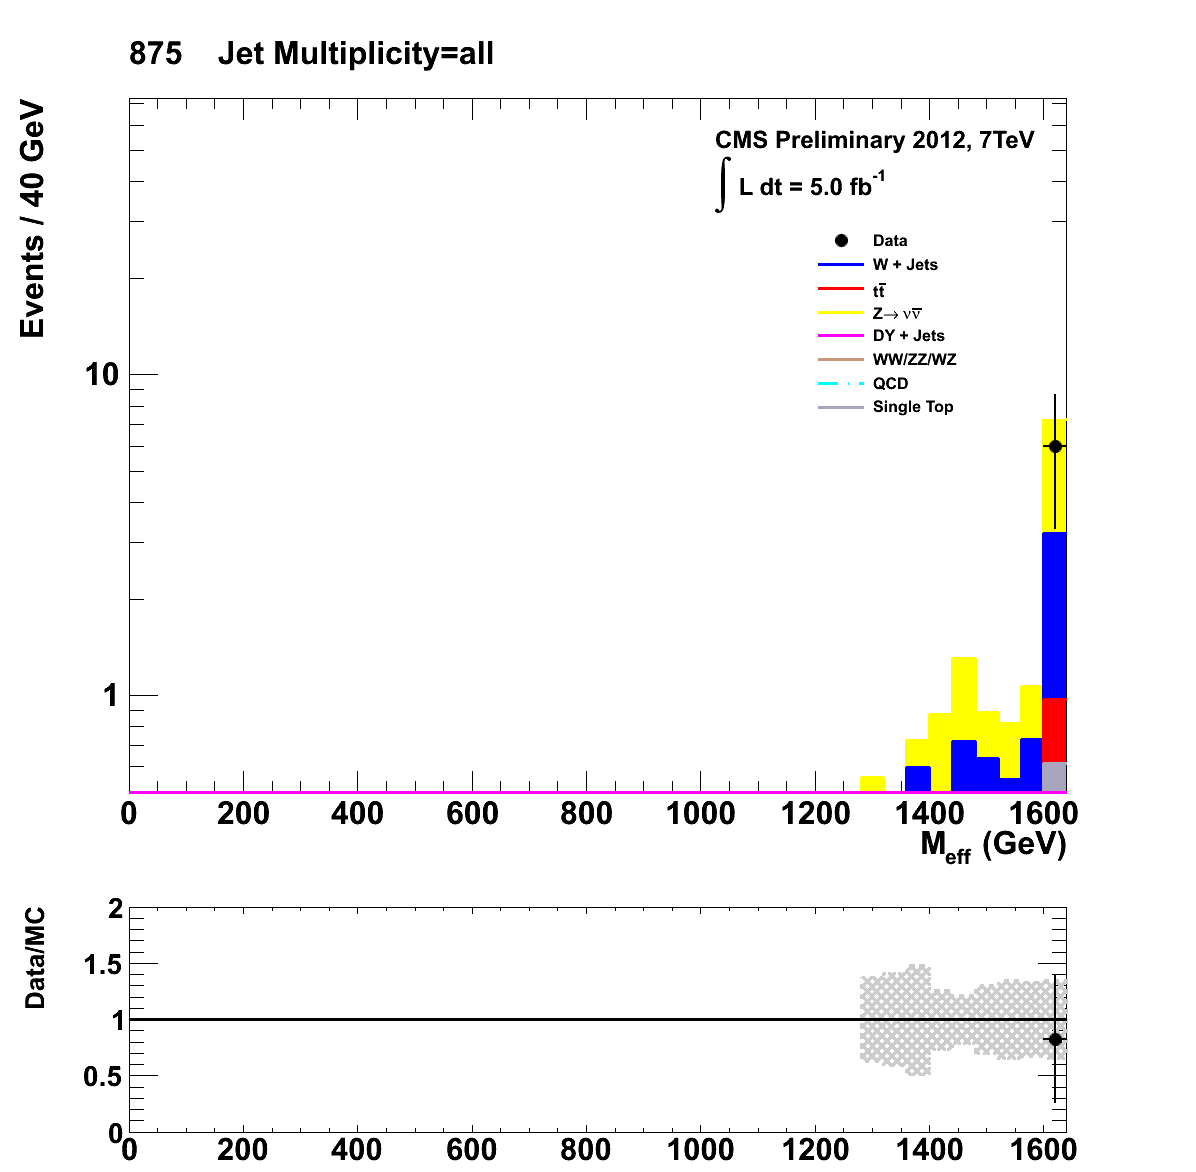 875 Jet Multiplicity=all
Events / 40 GeV
CMS Preliminary 2012, 7TeV
∫ L dt = 5.0 fb⁻¹
Data
W + Jets
tt̅
Z→ νν̅
DY + Jets
WW/ZZ/WZ
QCD
Single Top
10
1
0 200 400 600 800 1000 1200 1400 1600
M_eff (GeV)
Data/MC
2
1.5
1
0.5
0
0 200 400 600 800 1000 1200 1400 1600